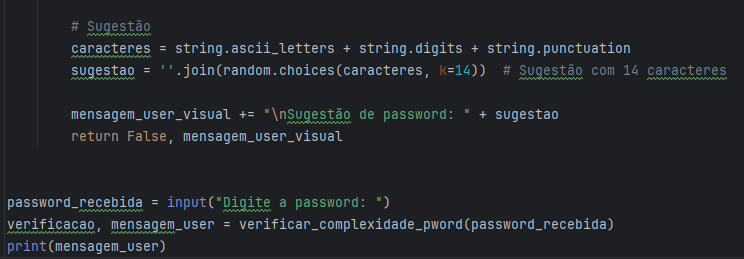 # Sugestão
caracteres = string.ascii_letters + string.digits + string.punctuation
sugestao = ''.join(random.choices(caracteres, k=14))  # Sugestão com 14 caracteres
mensagem_user_visual += "\nSugestão de password: " + sugestao
return False, mensagem_user_visual
password_recebida = input("Digite a password: ")
verificacao, mensagem_user = verificar_complexidade_pword(password_recebida)
print(mensagem_user)